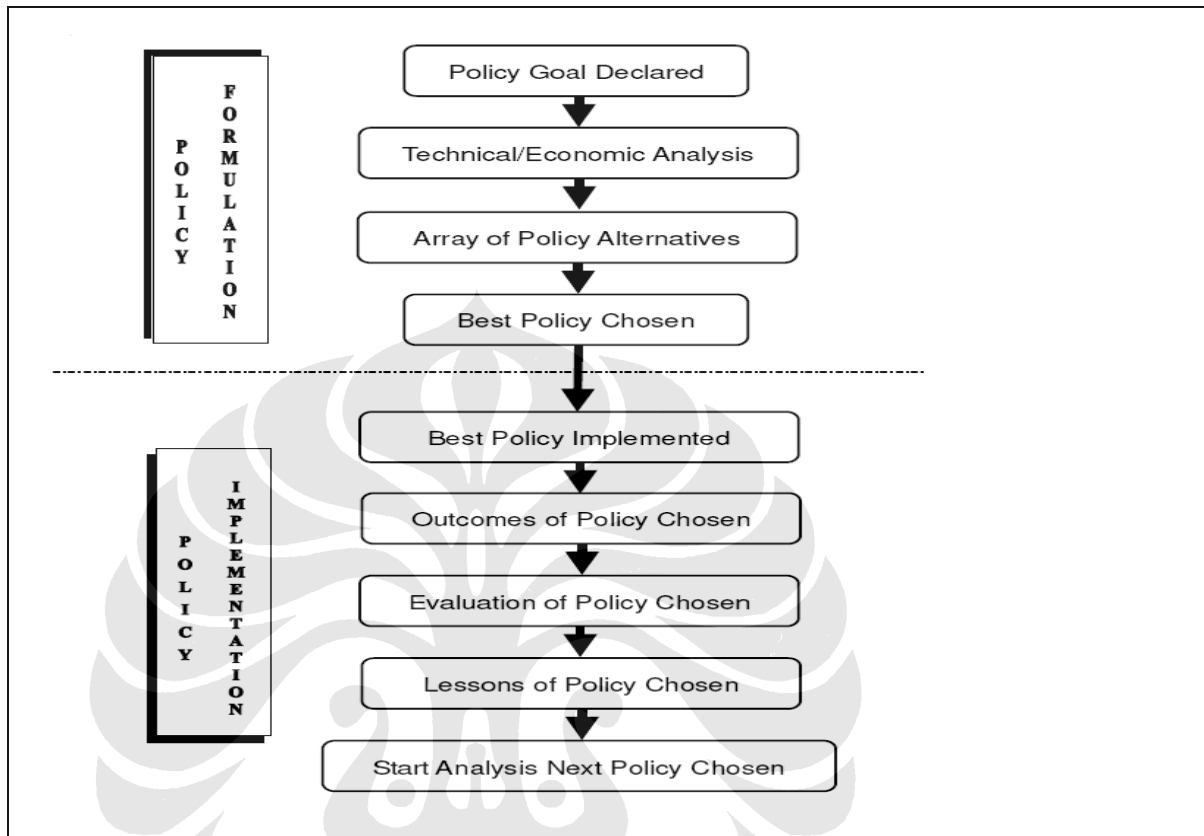 POLICY
FORMULATION
Policy Goal Declared
Technical/Economic Analysis
Array of Policy Alternatives
Best Policy Chosen
POLICY
IMPLEMENTATION
Best Policy Implemented
Outcomes of Policy Chosen
Evaluation of Policy Chosen
Lessons of Policy Chosen
Start Analysis Next Policy Chosen